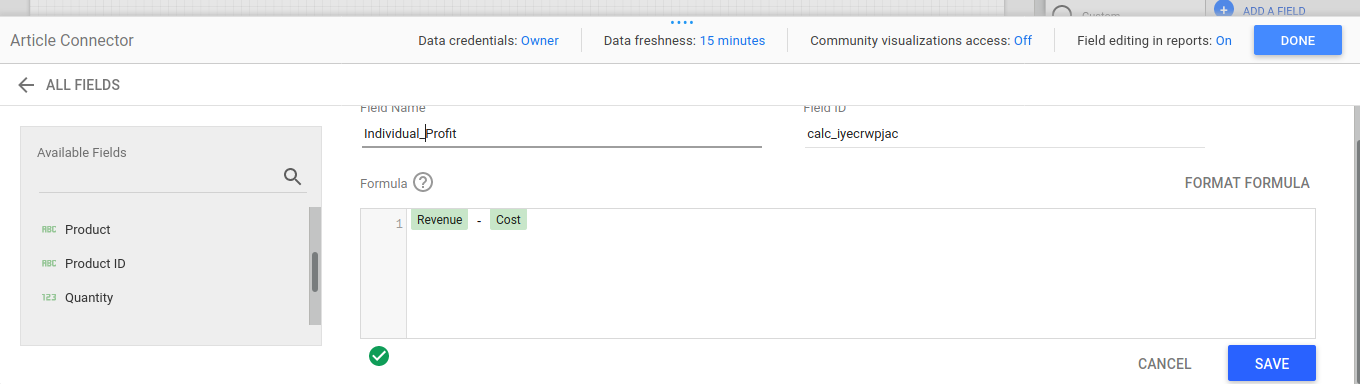 Custom
ADD A FIELD
Article Connector
Data credentials: Owner
Data freshness: 15 minutes
Community visualizations access: Off
Field editing in reports: On
DONE
ALL FIELDS
Available Fields
ABC Product
ABC Product ID
123 Quantity
Field Name
Individual_Profit
Field ID
calc_iyecrwpjac
Formula ?
FORMAT FORMULA
1 Revenue - Cost
CANCEL
SAVE